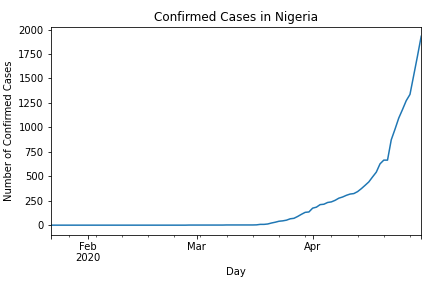 Confirmed Cases in Nigeria
Number of Confirmed Cases
2000
1750
1500
1250
1000
750
500
250
0
Feb
2020
Mar
Apr
Day